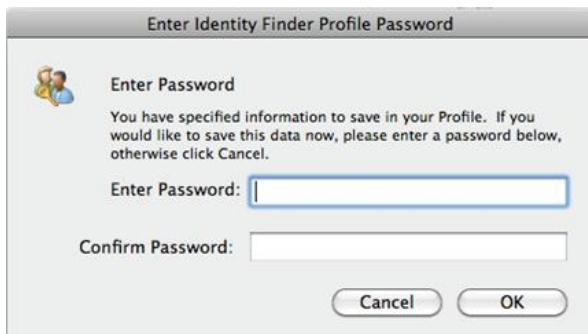 Enter Identity Finder Profile Password
Enter Password
You have specified information to save in your Profile. If you
would like to save this data now, please enter a password below,
otherwise click Cancel.
Enter Password:
Confirm Password:
Cancel OK